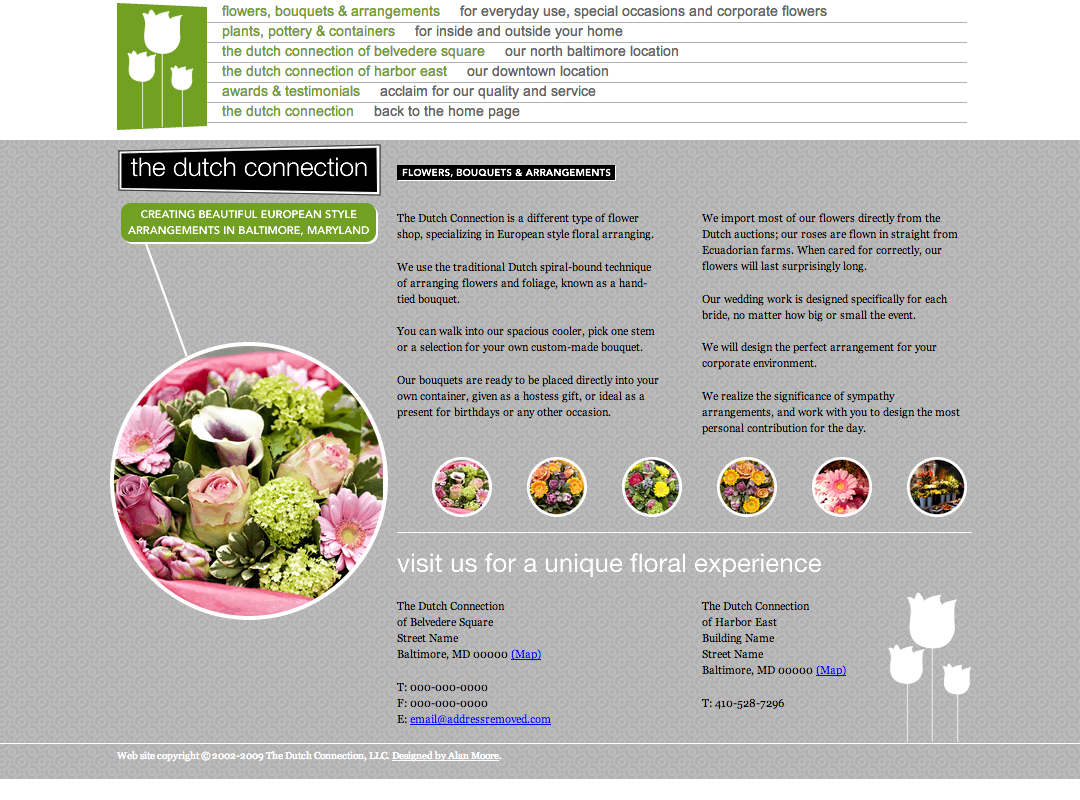 flowers, bouquets & arrangements for everyday use, special occasions and corporate flowers
plants, pottery & containers for inside and outside your home
the dutch connection of belvedere square our north baltimore location
the dutch connection of harbor east our downtown location
awards & testimonials acclaim for our quality and service
the dutch connection back to the home page
the dutch connection
CREATING BEAUTIFUL EUROPEAN STYLE
ARRANGEMENTS IN BALTIMORE, MARYLAND
FLOWERS, BOUQUETS & ARRANGEMENTS
The Dutch Connection is a different type of flower
shop, specializing in European style floral arranging.
We use the traditional Dutch spiral-bound technique
of arranging flowers and foliage, known as a hand-
tied bouquet.
You can walk into our spacious cooler, pick one stem
or a selection for your own custom-made bouquet.
Our bouquets are ready to be placed directly into your
own container, given as a hostess gift, or ideal as a
present for birthdays or any other occasion.
We import most of our flowers directly from the
Dutch auctions; our roses are flown in straight from
Ecuadorian farms. When cared for correctly, our
flowers will last surprisingly long.
Our wedding work is designed specifically for each
bride, no matter how big or small the event.
We will design the perfect arrangement for your
corporate environment.
We realize the significance of sympathy
arrangements, and work with you to design the most
personal contribution for the day.
visit us for a unique floral experience
The Dutch Connection
of Belvedere Square
Street Name
Baltimore, MD 00000 (Map)
T: 000-000-0000
F: 000-000-0000
E: email@addressremoved.com
The Dutch Connection
of Harbor East
Building Name
Street Name
Baltimore, MD 00000 (Map)
T: 410-528-7296
Web site copyright © 2002-2009 The Dutch Connection, LLC. Designed by Alan Moore.